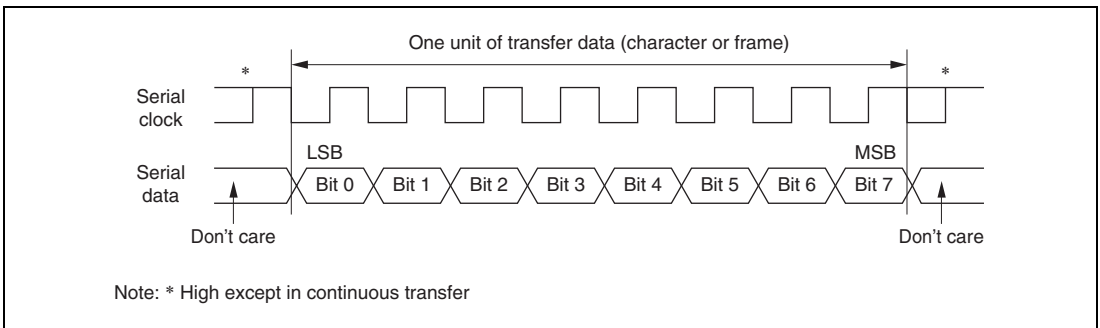 One unit of transfer data (character or frame)
* *
Serial
clock
LSB MSB
Serial
data
Bit 0 Bit 1 Bit 2 Bit 3 Bit 4 Bit 5 Bit 6 Bit 7
Don't care Don't care
Note: * High except in continuous transfer